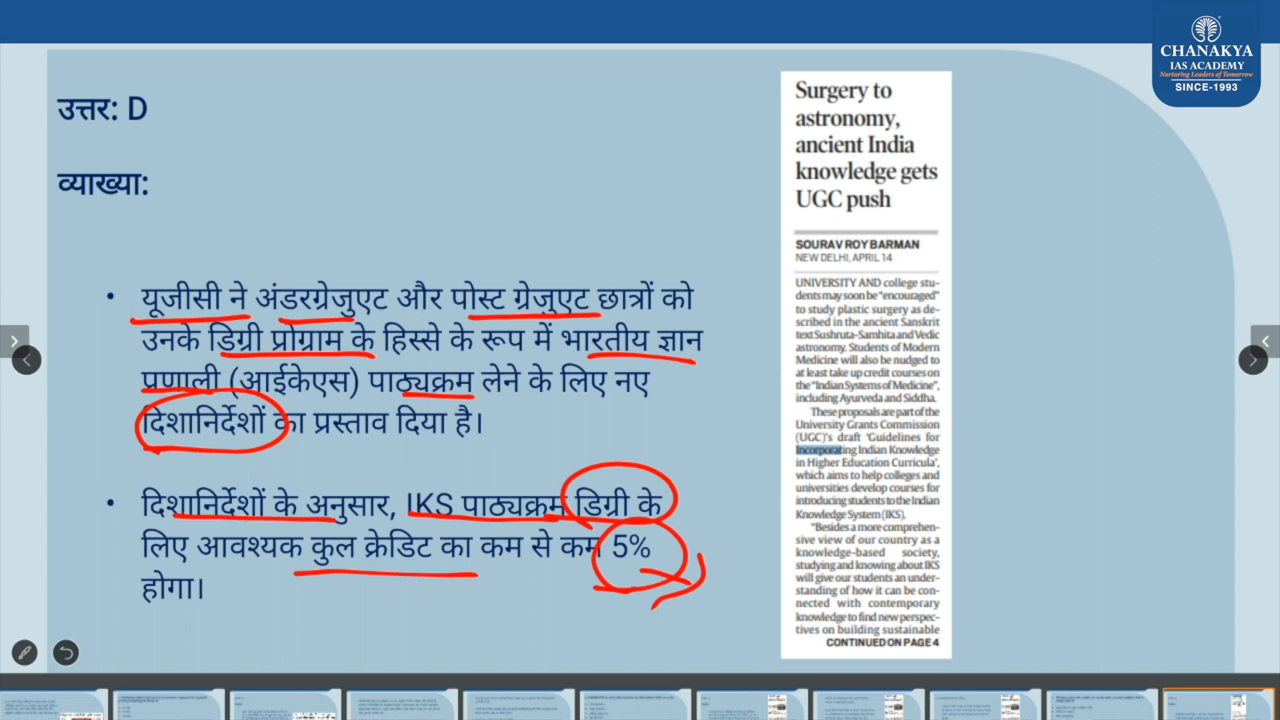 CHANAKYA
IAS ACADEMY
Nurturing Leaders of Tomorrow
SINCE-1993
उत्तर: D
व्याख्या:
• यूजीसी ने अंडरग्रेजुएट और पोस्ट ग्रेजुएट छात्रों को
उनके डिग्री प्रोग्राम के हिस्से के रूप में भारतीय ज्ञान
प्रणाली (आईकेएस) पाठ्यक्रम लेने के लिए नए
दिशानिर्देशों का प्रस्ताव दिया है।
• दिशानिर्देशों के अनुसार, IKS पाठ्यक्रम डिग्री के
लिए आवश्यक कुल क्रेडिट का कम से कम 5%
होगा।
Surgery to
astronomy,
ancient India
knowledge gets
UGC push
SOURAV ROY BARMAN
NEW DELHI, APRIL 14
UNIVERSITY AND college stu-
dents may soon be "encouraged"
to study plastic surgery as de-
scribed in the ancient Sanskrit
text Sushruta-Samhita and Vedic
astronomy. Students of Modern
Medicine will also be nudged to
at least take up credit courses on
the "Indian Systems of Medicine",
including Ayurveda and Siddha.
These proposals are part of the
University Grants Commission
(UGC)'s draft 'Guidelines for
Incorporating Indian Knowledge
in Higher Education Curricula',
which aims to help colleges and
universities develop courses for
introducing students to the Indian
Knowledge System (IKS).
"Besides a more comprehen-
sive view of our country as a
knowledge-based society,
studying and knowing about IKS
will give our students an under-
standing of how it can be con-
nected with contemporary
knowledge to find new perspec-
tives on building sustainable
CONTINUED ON PAGE 4